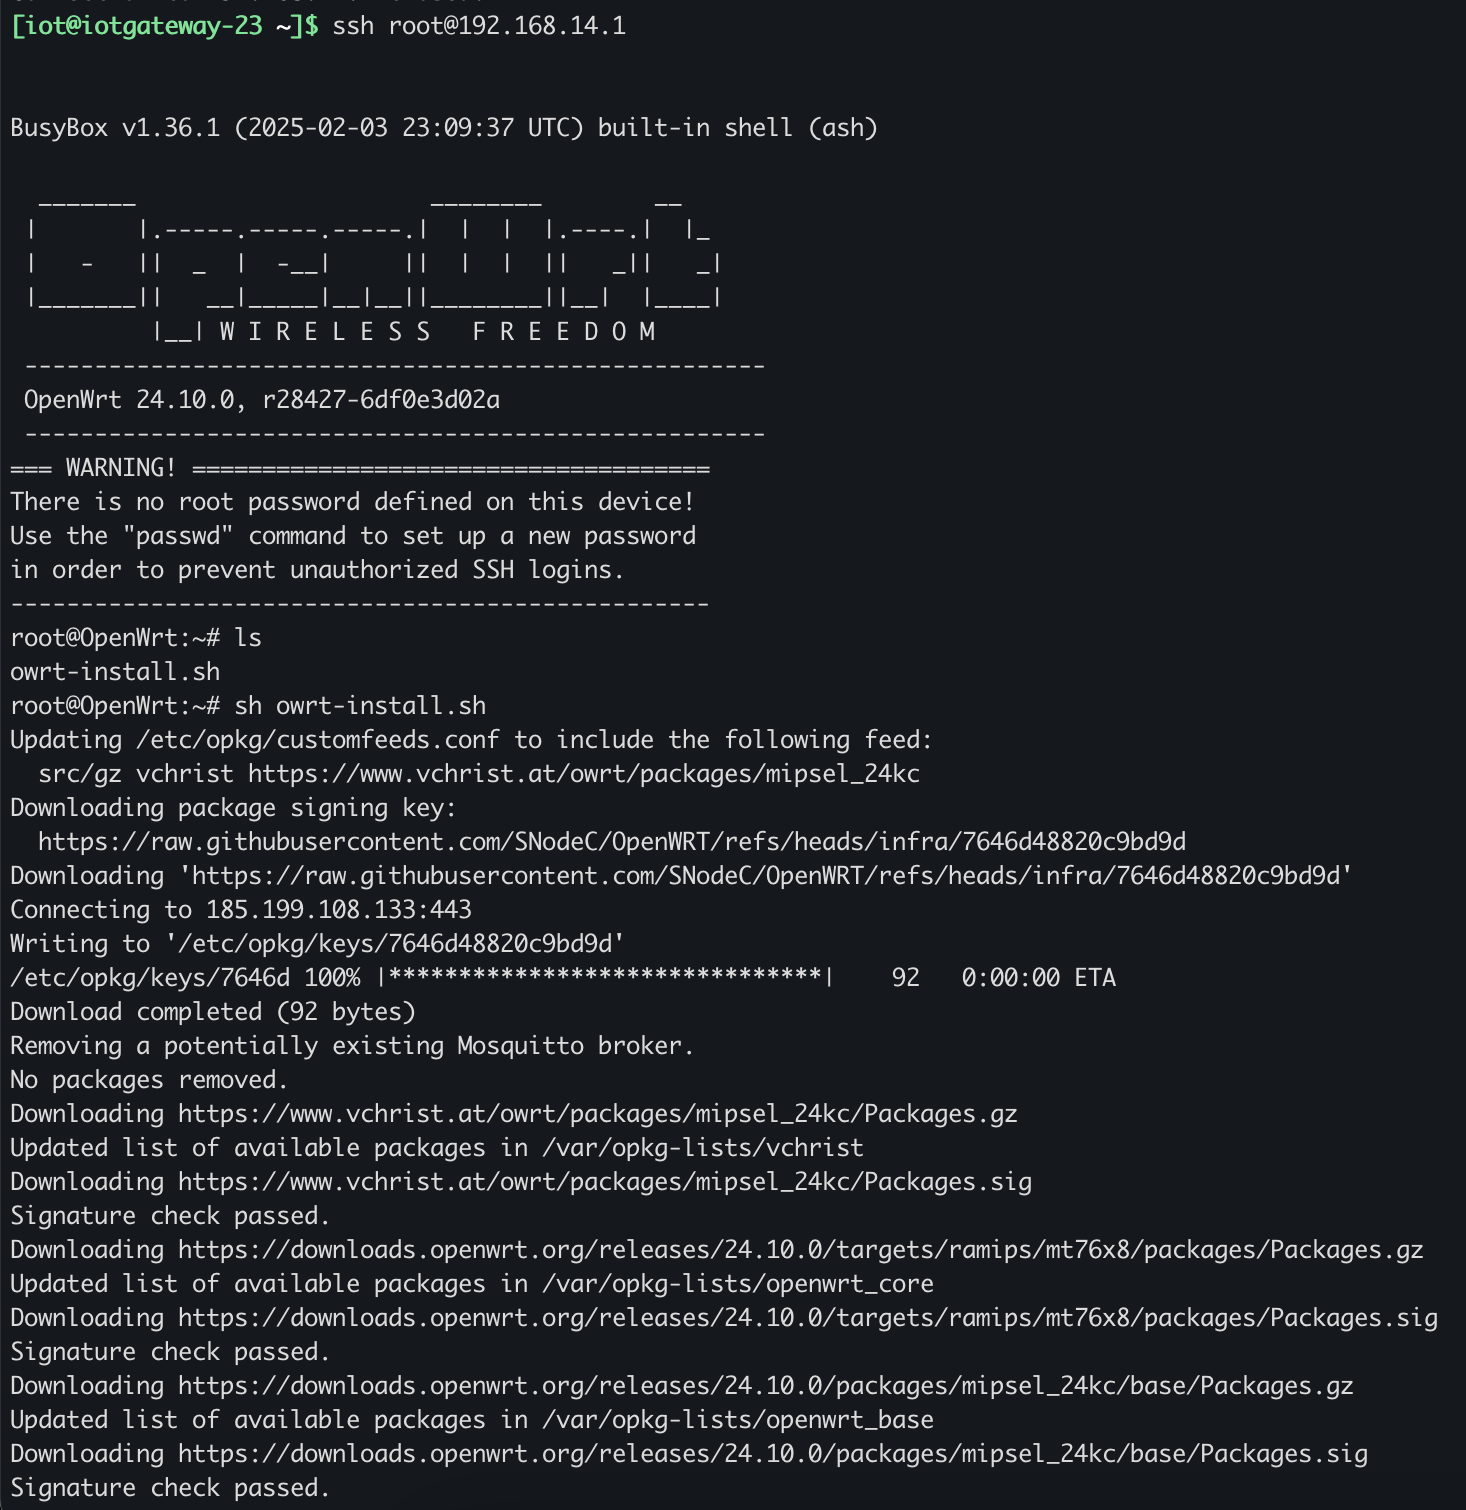 [iot@iotgateway-23 ~]$ ssh root@192.168.14.1
BusyBox v1.36.1 (2025-02-03 23:09:37 UTC) built-in shell (ash)
  _______                     ________        __
 |       |.-----.-----.-----.|  |  |  |.----.|  |_
 |   -   ||  _  |  -__|     ||  |  |  ||   _||   _|
 |_______||   __|_____|__|__||________||__|  |____|
          |__| W I R E L E S S   F R E E D O M
 -----------------------------------------------------
 OpenWrt 24.10.0, r28427-6df0e3d02a
 -----------------------------------------------------
=== WARNING! =====================================
There is no root password defined on this device!
Use the "passwd" command to set up a new password
in order to prevent unauthorized SSH logins.
--------------------------------------------------
root@OpenWrt:~# ls
owrt-install.sh
root@OpenWrt:~# sh owrt-install.sh
Updating /etc/opkg/customfeeds.conf to include the following feed:
  src/gz vchrist https://www.vchrist.at/owrt/packages/mipsel_24kc
Downloading package signing key:
  https://raw.githubusercontent.com/SNodeC/OpenWRT/refs/heads/infra/7646d48820c9bd9d
Downloading 'https://raw.githubusercontent.com/SNodeC/OpenWRT/refs/heads/infra/7646d48820c9bd9d'
Connecting to 185.199.108.133:443
Writing to '/etc/opkg/keys/7646d48820c9bd9d'
/etc/opkg/keys/7646d 100% |*******************************|    92   0:00:00 ETA
Download completed (92 bytes)
Removing a potentially existing Mosquitto broker.
No packages removed.
Downloading https://www.vchrist.at/owrt/packages/mipsel_24kc/Packages.gz
Updated list of available packages in /var/opkg-lists/vchrist
Downloading https://www.vchrist.at/owrt/packages/mipsel_24kc/Packages.sig
Signature check passed.
Downloading https://downloads.openwrt.org/releases/24.10.0/targets/ramips/mt76x8/packages/Packages.gz
Updated list of available packages in /var/opkg-lists/openwrt_core
Downloading https://downloads.openwrt.org/releases/24.10.0/targets/ramips/mt76x8/packages/Packages.sig
Signature check passed.
Downloading https://downloads.openwrt.org/releases/24.10.0/packages/mipsel_24kc/base/Packages.gz
Updated list of available packages in /var/opkg-lists/openwrt_base
Downloading https://downloads.openwrt.org/releases/24.10.0/packages/mipsel_24kc/base/Packages.sig
Signature check passed.